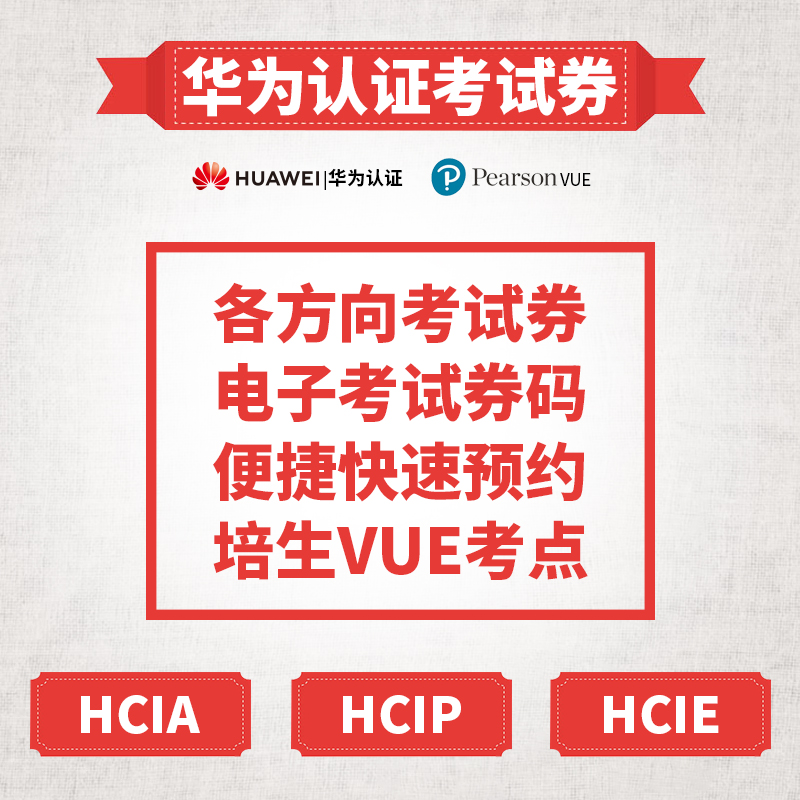 华为认证考试券
HUAWEI|华为认证
Pearson VUE
各方向考试券
电子考试券码
便捷快速预约
培生VUE考点
HCIA
HCIP
HCIE